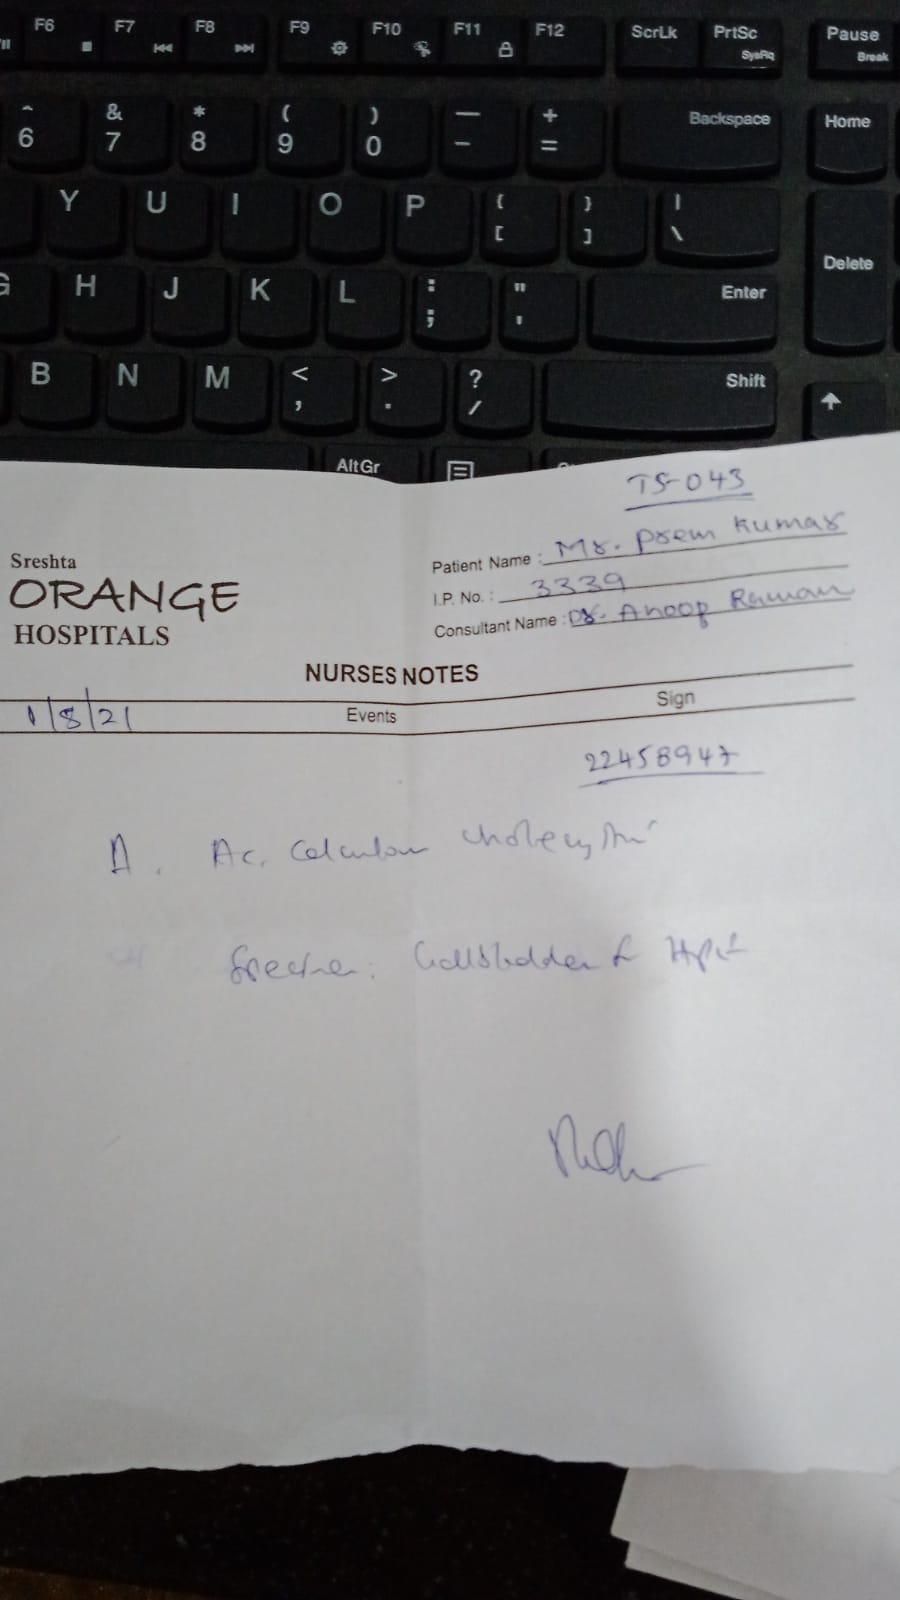 F6 F7 F8 F9 F10 F11 F12 ScrLk PrtSc Pause
SysRq Break
^ & * ( ) — + Backspace Home
6 7 8 9 0 - =
Y U I O P { } |
[ ] \ Delete
G H J K L : " Enter
; '
B N M < > ? Shift
, . /
AltGr
TS-043
Sreshta
ORANGE
HOSPITALS
Patient Name : Mr. Prem Kumar
I.P. No. : 3339
Consultant Name : Dr. Anoop Raman
NURSES NOTES
1/8/21 Events Sign
22458947
Ac. Calculous Cholecystitis
Specimen: Gallbladder